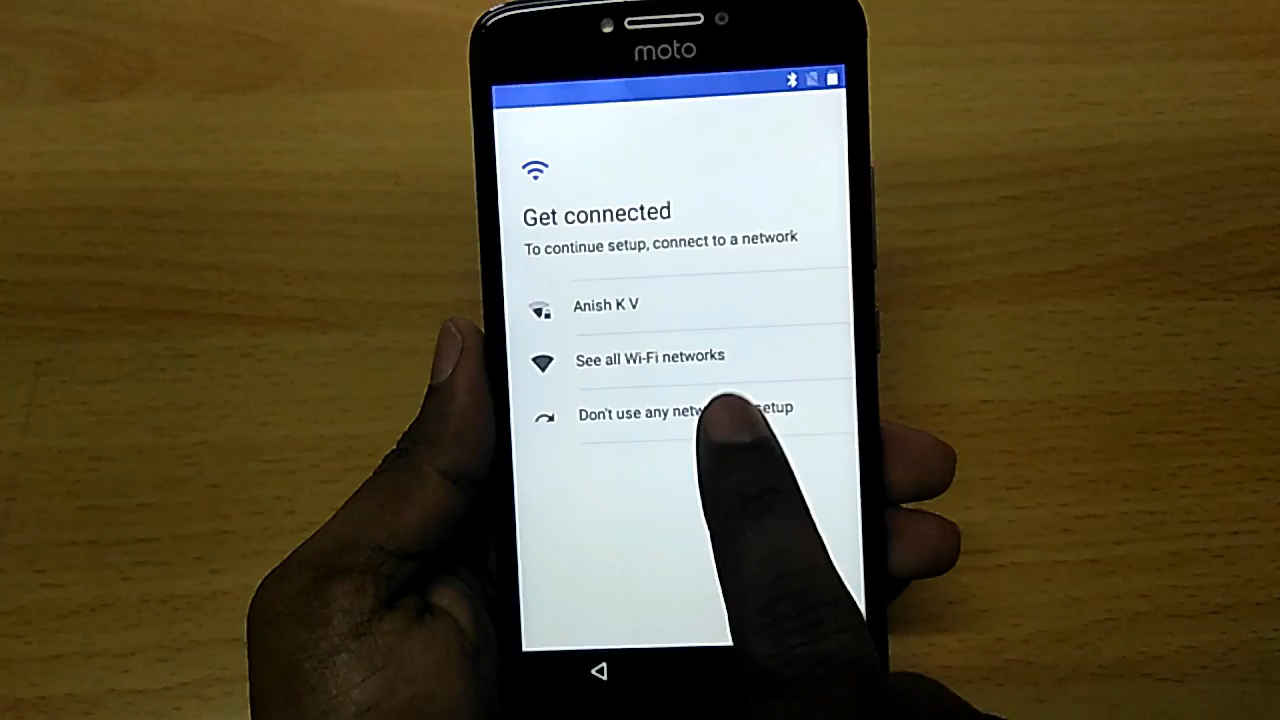 moto
Get connected
To continue setup, connect to a network
Anish K V
See all Wi-Fi networks
Don't use any setup